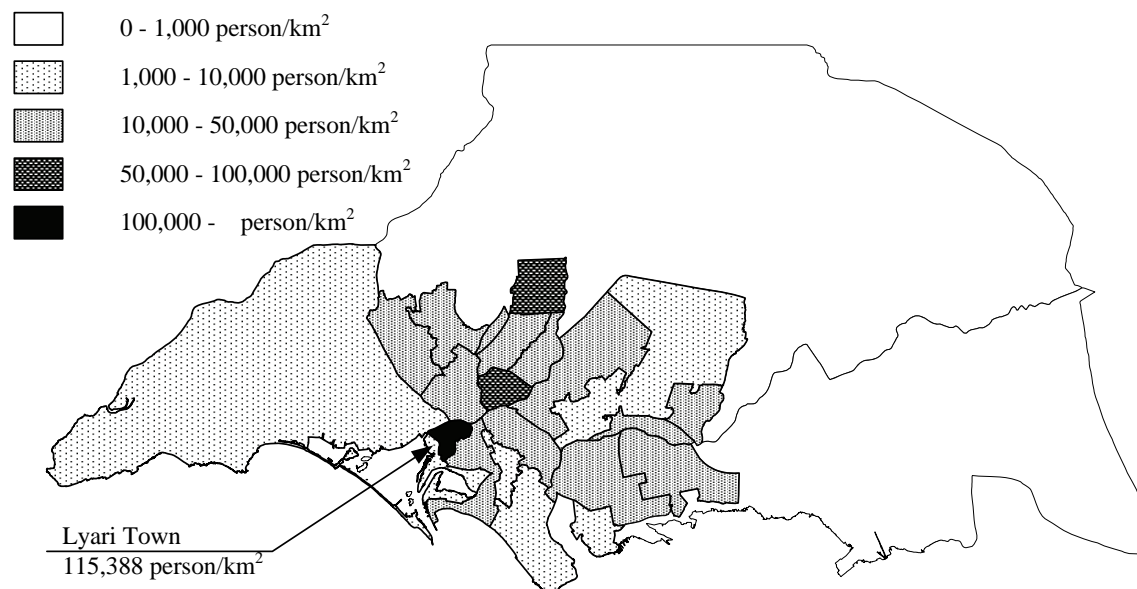 0 - 1,000 person/km²
1,000 - 10,000 person/km²
10,000 - 50,000 person/km²
50,000 - 100,000 person/km²
100,000 - person/km²
Lyari Town
115,388 person/km²